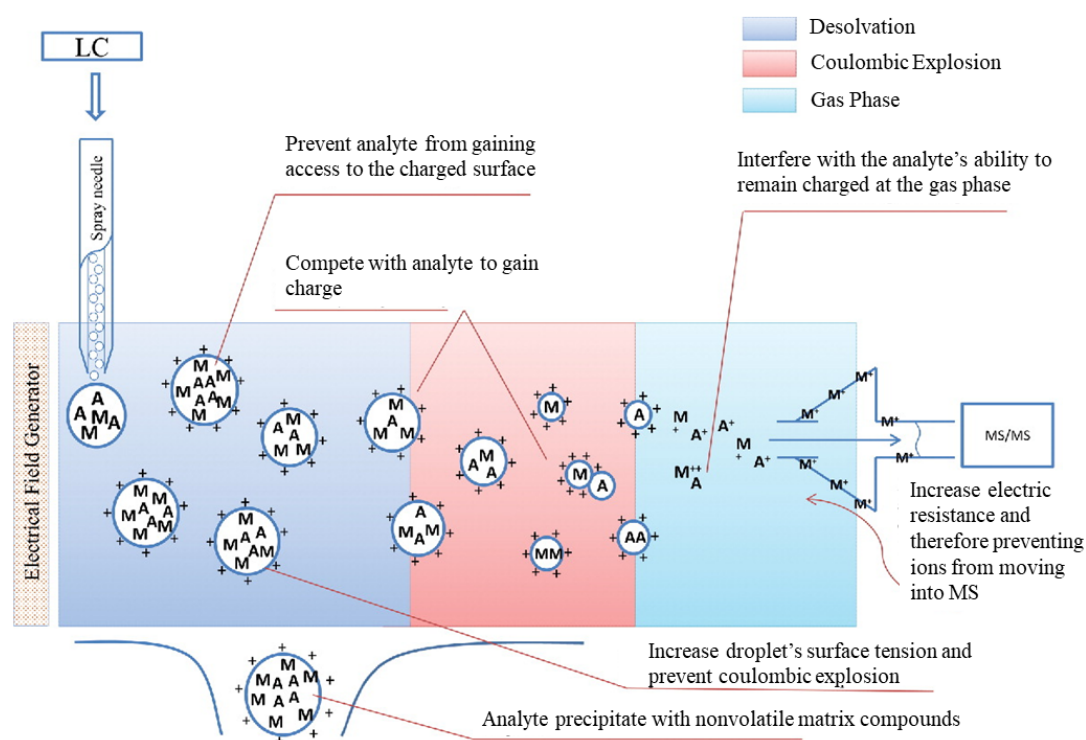 LC
Desolvation
Coulombic Explosion
Gas Phase
Spray needle
Prevent analyte from gaining
access to the charged surface
Interfere with the analyte's ability to
remain charged at the gas phase
Compete with analyte to gain
charge
Electrical Field Generator
A
A M A
M
M
M A A M
M A A M
M
A M
A
M M
M
A M
M
M
M M
M A
A A M
M
A A
M A
A M
M
M
A
M M
M
A
A
A M
M
A A
M
M
A
M M
A
A A
M +
A+
A+
M +
A+
M++
A
M+
M+
M+
M+
M+
M+
M+
M+
MS/MS
Increase electric
resistance and
therefore preventing
ions from moving
into MS
Increase droplet's surface tension and
prevent coulombic explosion
M
M A A M
M A A
M
Analyte precipitate with nonvolatile matrix compounds